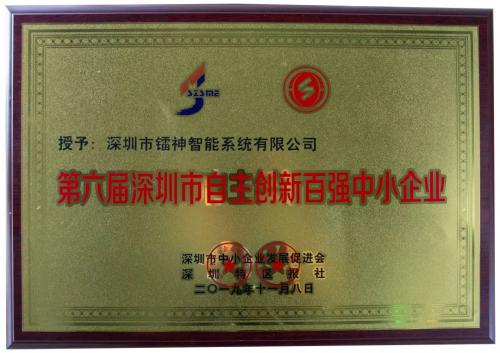 SZSME
授予：深圳市镭神智能系统有限公司
第六届深圳市自主创新百强中小企业
深圳市中小企业发展促进会
深圳特区报社
二〇一九年十一月八日